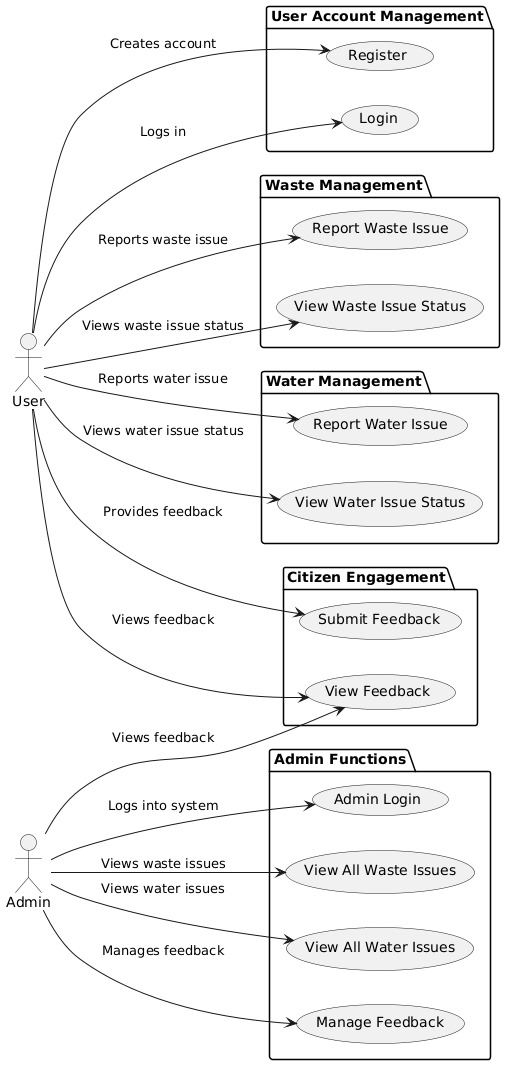 User Account Management
Creates account
Register
Login
Logs in
Waste Management
Report Waste Issue
Reports waste issue
View Waste Issue Status
Views waste issue status
Water Management
Reports water issue
User
Report Water Issue
Views water issue status
View Water Issue Status
Provides feedback
Citizen Engagement
Submit Feedback
Views feedback
View Feedback
Views feedback
Admin Functions
Admin Login
Logs into system
Views waste issues
View All Waste Issues
Views water issues
Admin
View All Water Issues
Manages feedback
Manage Feedback